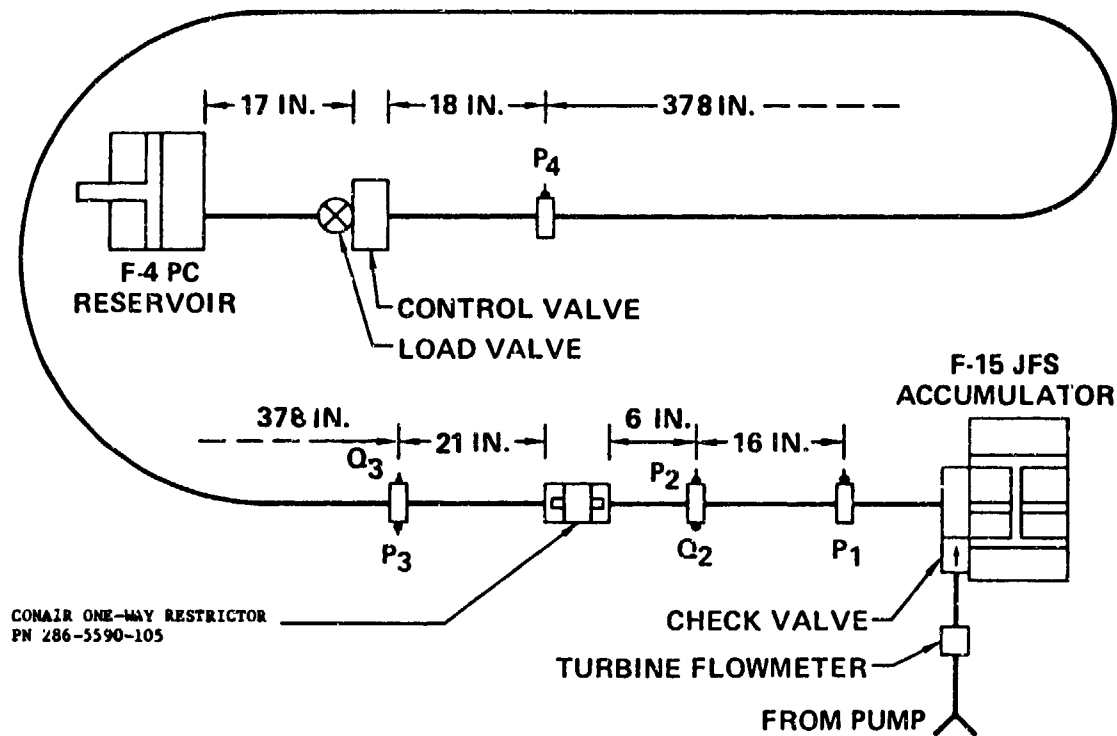 17 IN.
18 IN.
378 IN.
P4
F-4 PC
RESERVOIR
CONTROL VALVE
LOAD VALVE
F-15 JFS
ACCUMULATOR
378 IN.
21 IN.
6 IN.
16 IN.
Q3
P2
P3
Q2
P1
CONAIR ONE-WAY RESTRICTOR
PN 286-5590-105
CHECK VALVE
TURBINE FLOWMETER
FROM PUMP